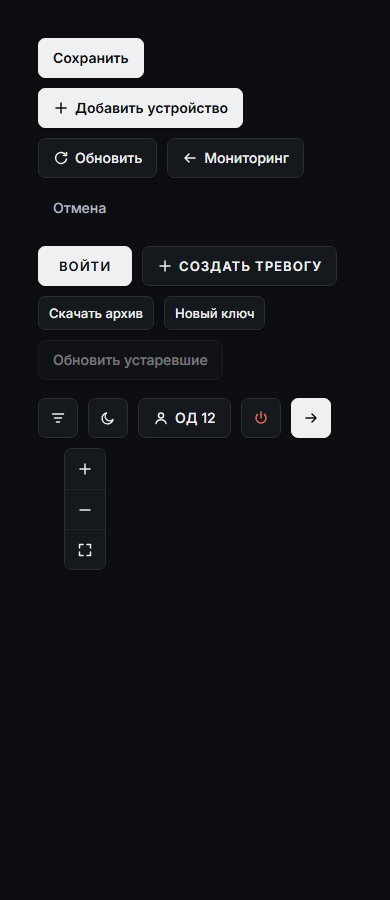 Сохранить
Добавить устройство
Обновить Мониторинг
Отмена
ВОЙТИ СОЗДАТЬ ТРЕВОГУ
Скачать архив Новый ключ
Обновить устаревшие
ОД 12